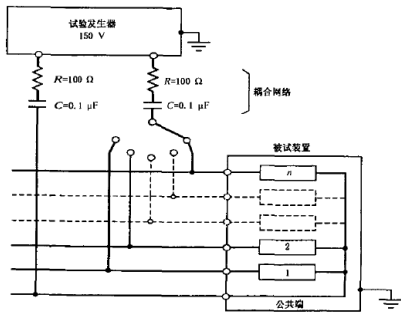 试验发生器
150 V
R=100 Ω
R=100 Ω
C=0.1 μF
C=0.1 μF
耦合网络
被试装置
n
2
1
公共端